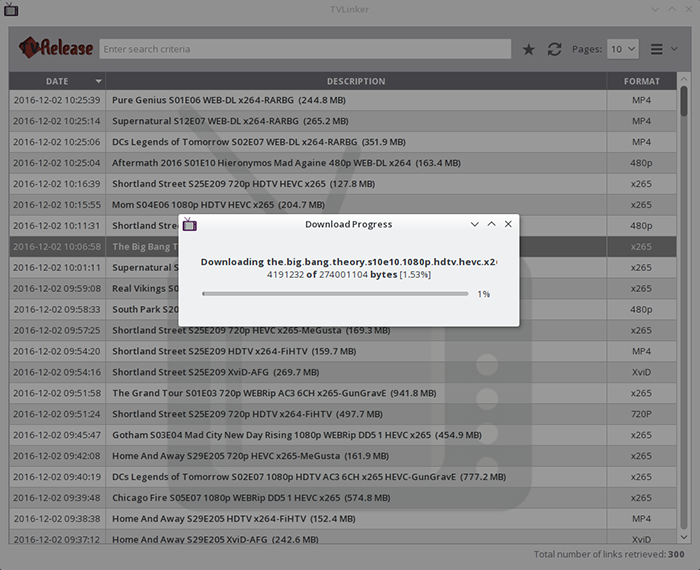 TVLinker
TVRelease
Enter search criteria
Pages: 10
DATE DESCRIPTION FORMAT
2016-12-02 10:25:39 Pure Genius S01E06 WEB-DL x264-RARBG (244.8 MB) MP4
2016-12-02 10:25:14 Supernatural S12E07 WEB-DL x264-RARBG (265.2 MB) MP4
2016-12-02 10:25:06 DCs Legends of Tomorrow S02E07 WEB-DL x264-RARBG (351.9 MB) MP4
2016-12-02 10:25:04 Aftermath 2016 S01E10 Hieronymos Mad Againe 480p WEB-DL x264 (163.4 MB) 480p
2016-12-02 10:16:39 Shortland Street S25E209 720p HDTV HEVC x265 (127.8 MB) x265
2016-12-02 10:15:55 Mom S04E06 1080p HDTV HEVC x265 (204.7 MB) x265
2016-12-02 10:11:31 Shortland Stre 480p
2016-12-02 10:06:58 The Big Bang T x265
2016-12-02 10:01:11 Supernatural S x265
2016-12-02 09:59:08 Real Vikings S0 x265
2016-12-02 09:58:33 South Park S20 480p
2016-12-02 09:57:25 Shortland Street S25E209 720p HEVC x265-MeGusta (169.3 MB) x265
2016-12-02 09:54:20 Shortland Street S25E209 HDTV x264-FiHTV (159.7 MB) MP4
2016-12-02 09:54:16 Shortland Street S25E209 XviD-AFG (269.7 MB) XviD
2016-12-02 09:51:58 The Grand Tour S01E03 720p WEBRip AC3 6CH x265-GunGravE (941.8 MB) x265
2016-12-02 09:51:24 Shortland Street S25E209 720p HDTV x264-FiHTV (497.7 MB) 720P
2016-12-02 09:45:47 Gotham S03E04 Mad City New Day Rising 1080p WEBRip DD5 1 HEVC x265 (454.9 MB) x265
2016-12-02 09:42:08 Home And Away S29E205 720p HEVC x265-MeGusta (161.9 MB) x265
2016-12-02 09:40:19 DCs Legends of Tomorrow S02E07 1080p HDTV AC3 6CH x265 HEVC-GunGravE (777.2 MB) x265
2016-12-02 09:39:48 Chicago Fire S05E07 1080p WEBRip DD5 1 HEVC x265 (574.8 MB) x265
2016-12-02 09:38:38 Home And Away S29E205 HDTV x264-FiHTV (152.4 MB) MP4
2016-12-02 09:37:12 Home And Away S29E205 XviD-AFG (242.6 MB) XviD
Download Progress
Downloading the.big.bang.theory.s10e10.1080p.hdtv.hevc.x26
4191232 of 274001104 bytes [1.53%]
1%
Total number of links retrieved: 300